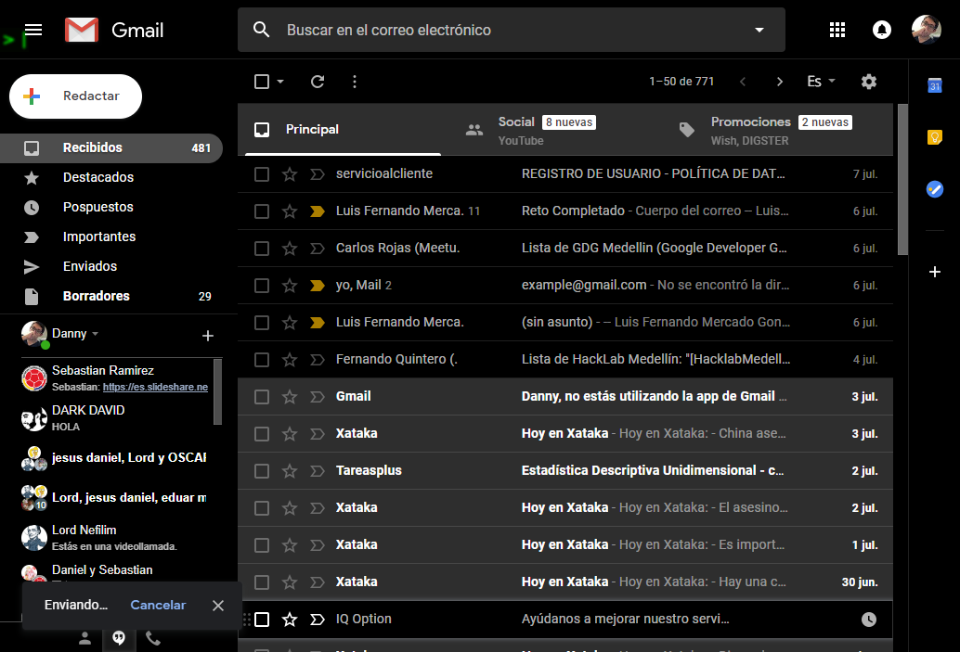 Gmail
Buscar en el correo electrónico
Redactar
1–50 de 771
Es
Principal
Social 8 nuevas
YouTube
Promociones 2 nuevas
Wish, DIGSTER
Recibidos 481
Destacados
Pospuestos
Importantes
Enviados
Borradores 29
Danny
Sebastian Ramirez
Sebastian: https://es.slideshare.ne
DARK DAVID
HOLA
jesus daniel, Lord y OSCAR
Lord, jesus daniel, eduar m
10
Lord Nefilim
Estás en una videollamada.
Daniel y Sebastian
Enviando... Cancelar
servicioalcliente REGISTRO DE USUARIO - POLÍTICA DE DAT… 7 jul.
Luis Fernando Merca. 11 Reto Completado - Cuerpo del correo -- Luis… 6 jul.
Carlos Rojas (Meetu. Lista de GDG Medellin (Google Developer G… 6 jul.
yo, Mail 2 example@gmail.com - No se encontró la dir… 6 jul.
Luis Fernando Merca. (sin asunto) - -- Luis Fernando Mercado Gon… 6 jul.
Fernando Quintero (. Lista de HackLab Medellín: "[HacklabMedell… 4 jul.
Gmail Danny, no estás utilizando la app de Gmail … 3 jul.
Xataka Hoy en Xataka - Hoy en Xataka: - China ase… 3 jul.
Tareasplus Estadística Descriptiva Unidimensional - c… 2 jul.
Xataka Hoy en Xataka - Hoy en Xataka: - El asesino… 2 jul.
Xataka Hoy en Xataka - Hoy en Xataka: - Es import… 1 jul.
Xataka Hoy en Xataka - Hoy en Xataka: - Hay una c… 30 jun.
IQ Option Ayúdanos a mejorar nuestro servi…
31